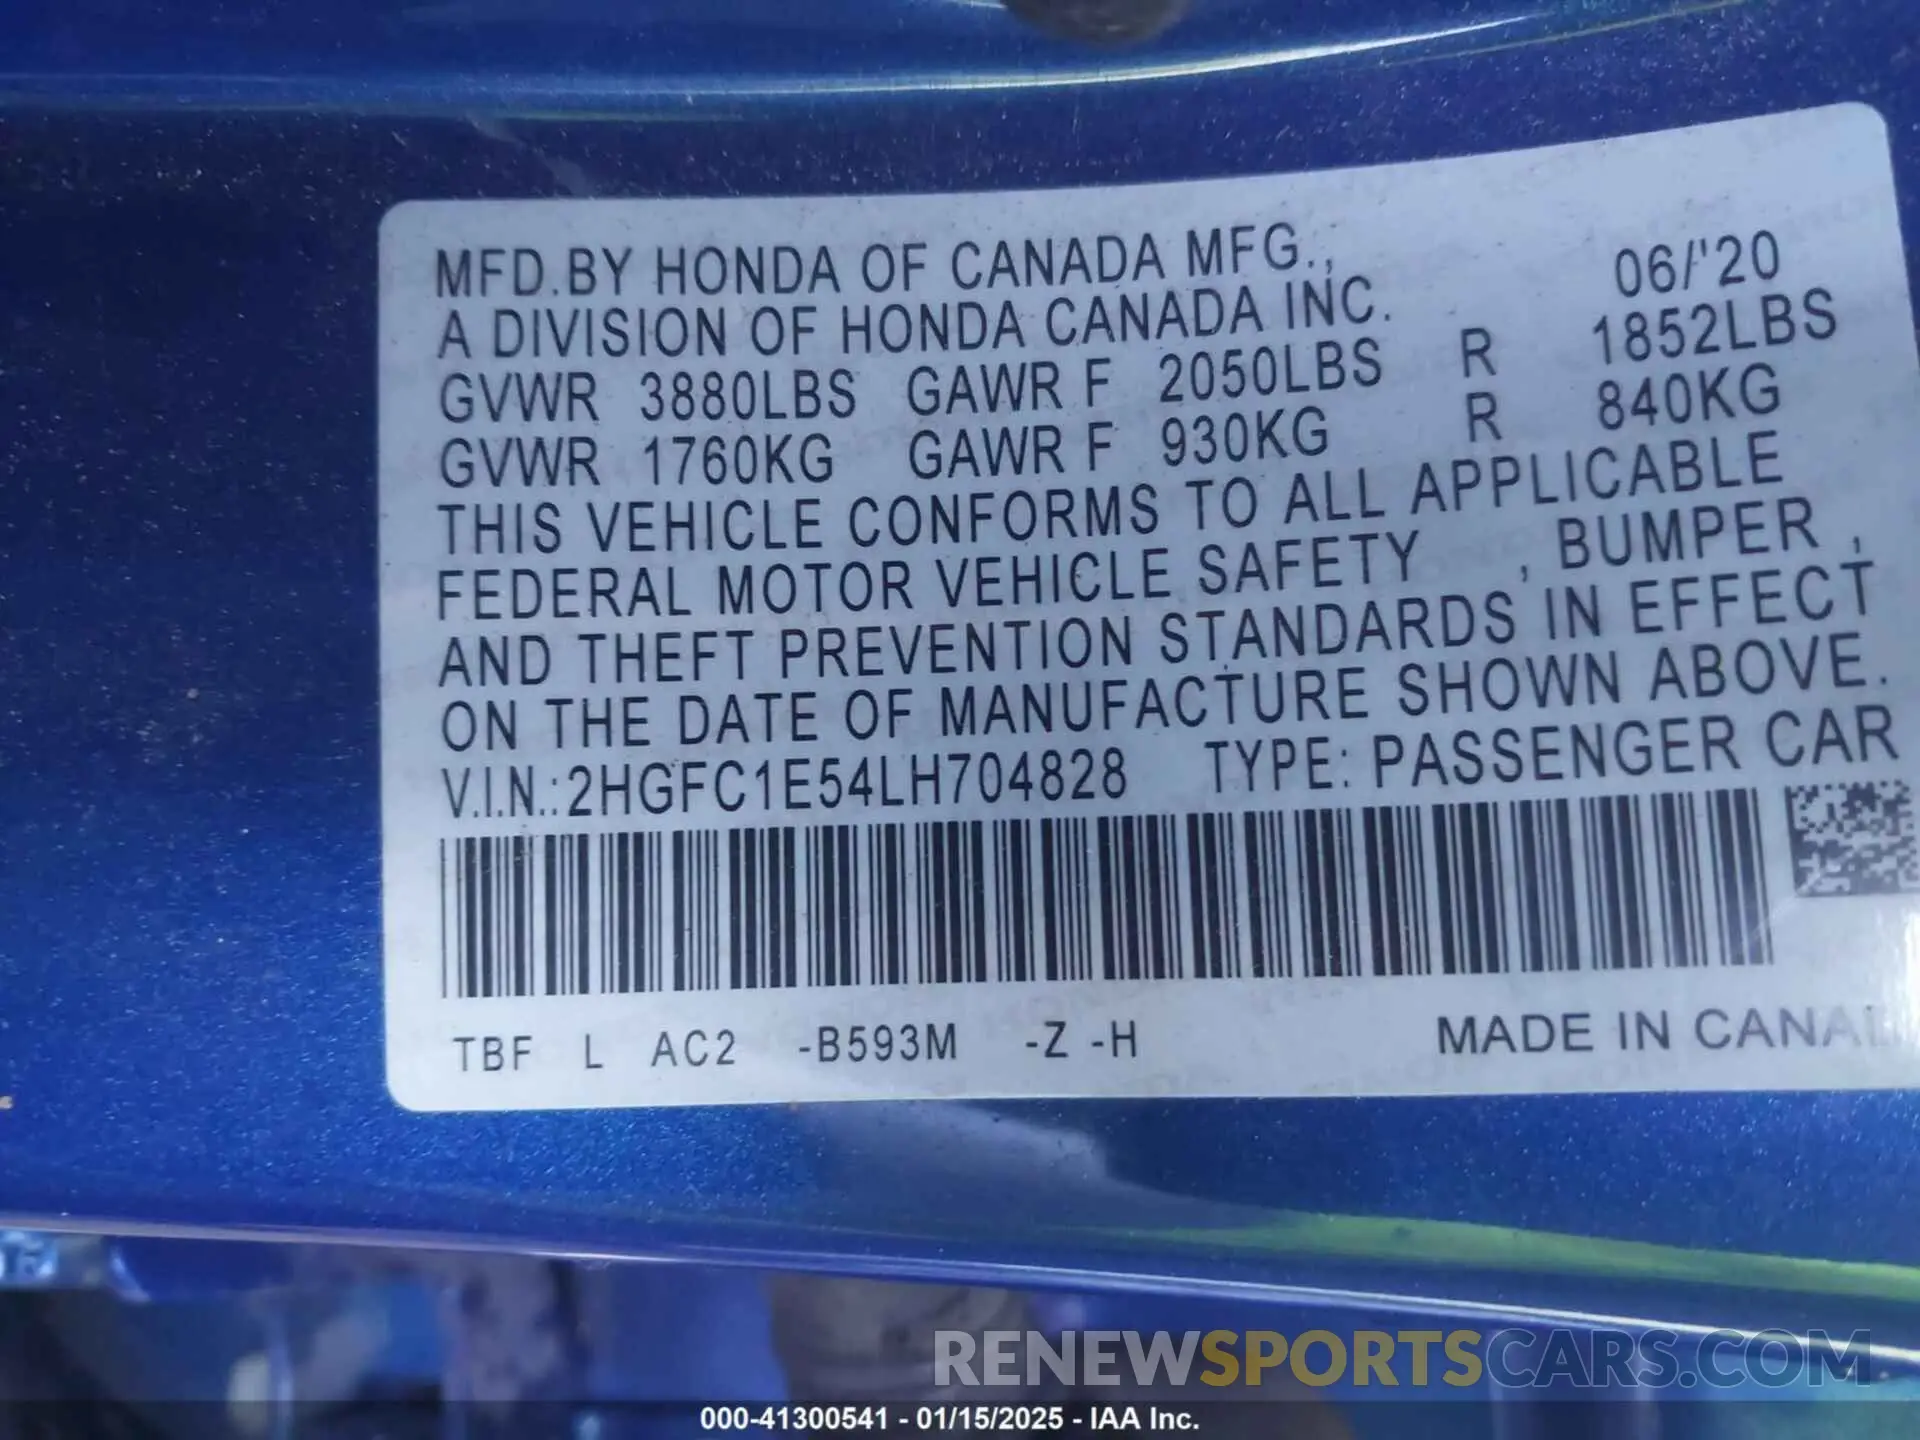 MFD.BY HONDA OF CANADA MFG., 06/'20
A DIVISION OF HONDA CANADA INC.
GVWR 3880LBS GAWR F 2050LBS R 1852LBS
GVWR 1760KG GAWR F 930KG R 840KG
THIS VEHICLE CONFORMS TO ALL APPLICABLE
FEDERAL MOTOR VEHICLE SAFETY , BUMPER ,
AND THEFT PREVENTION STANDARDS IN EFFECT
ON THE DATE OF MANUFACTURE SHOWN ABOVE.
V.I.N.:2HGFC1E54LH704828 TYPE: PASSENGER CAR
TBF L AC2 -B593M -Z -H MADE IN CANA
RENEWSPORTSCARS.COM
000-41300541 - 01/15/2025 - IAA Inc.